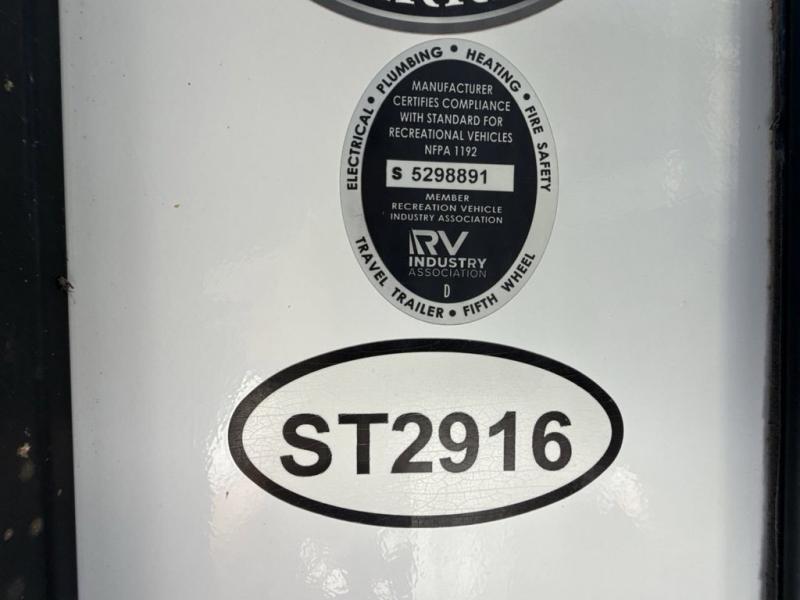 ELECTRICAL • PLUMBING • HEATING • FIRE SAFETY
MANUFACTURER
CERTIFIES COMPLIANCE
WITH STANDARD FOR
RECREATIONAL VEHICLES
NFPA 1192
S 5298891
MEMBER
RECREATION VEHICLE
INDUSTRY ASSOCIATION
RV
INDUSTRY
ASSOCIATION
D
TRAVEL TRAILER • FIFTH WHEEL
ST2916